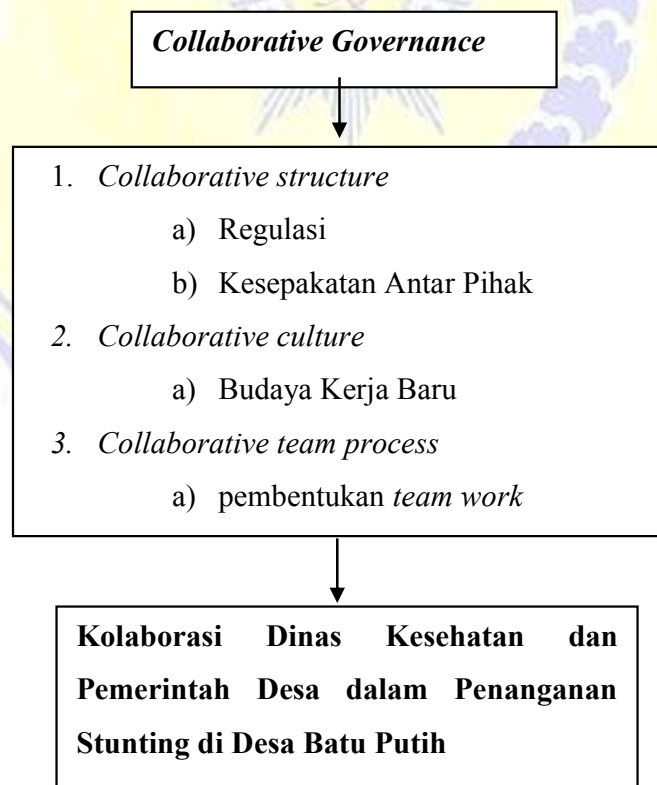 Collaborative Governance
1. Collaborative structure
a) Regulasi
b) Kesepakatan Antar Pihak
2. Collaborative culture
a) Budaya Kerja Baru
3. Collaborative team process
a) pembentukan team work
Kolaborasi Dinas Kesehatan dan
Pemerintah Desa dalam Penanganan
Stunting di Desa Batu Putih